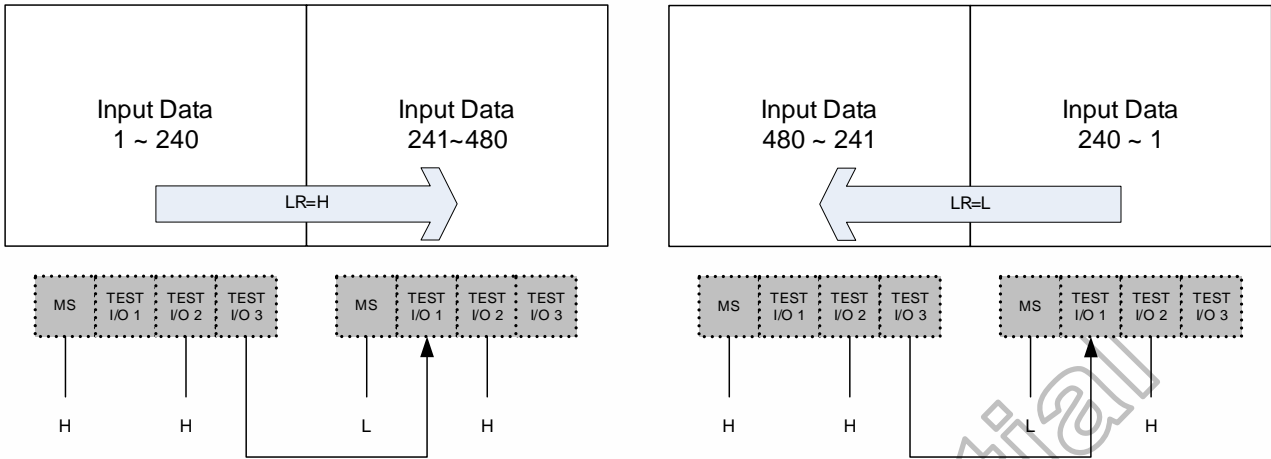 Input Data
1 ~ 240
Input Data
241~480
LR=H
MS
TEST
I/O 1
TEST
I/O 2
TEST
I/O 3
MS
TEST
I/O 1
TEST
I/O 2
TEST
I/O 3
H
H
L
H
Input Data
480 ~ 241
Input Data
240 ~ 1
LR=L
MS
TEST
I/O 1
TEST
I/O 2
TEST
I/O 3
MS
TEST
I/O 1
TEST
I/O 2
TEST
I/O 3
H
H
L
H